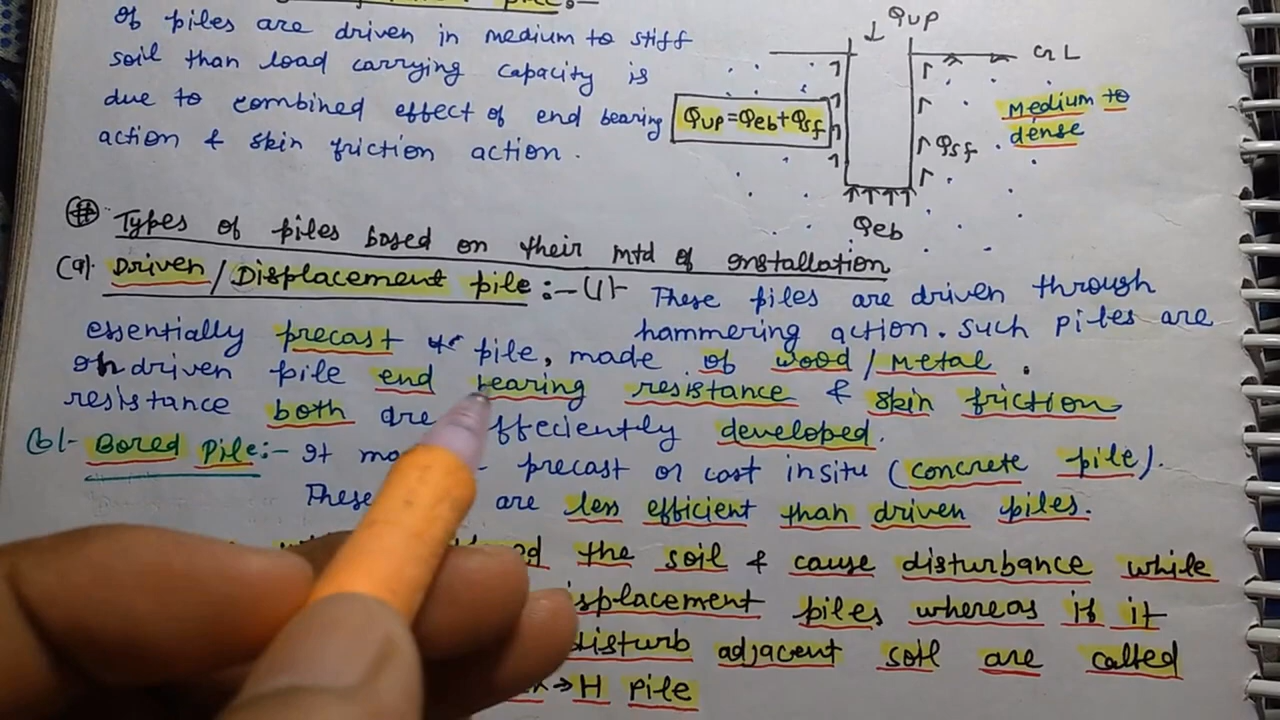 pile:-
of piles are driven in medium to stiff
soil than load carrying capacity is
due to combined effect of end bearing
action & skin friction action.
Qup
GL
Qup=Qeb+Qsf
Medium to
dense
Qsf
Qeb
# Types of piles based on their mtd of installation
(a). Driven / Displacement pile :- (1)- These piles are driven through
hammering action. Such piles are
essentially precast pile, made of wood / Metal.
driven pile end bearing resistance & skin friction
resistance both are effeciently developed.
(b)- Bored Pile:- It precast or cast insitu (concrete pile).
These are less efficient than driven piles.
the soil & cause disturbance while
displacement piles whereas if it
disturb adjacent soil are called
→ H Pile